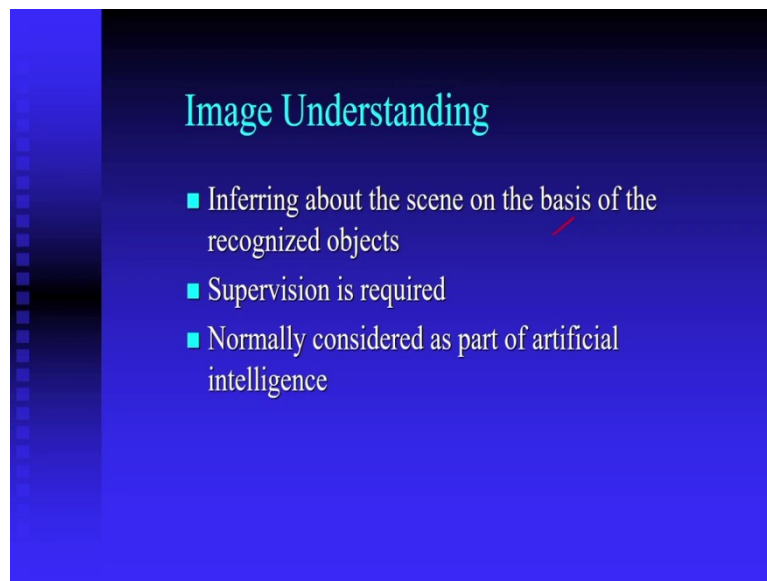 Image Understanding
Inferring about the scene on the basis of the
recognized objects
Supervision is required
Normally considered as part of artificial
intelligence